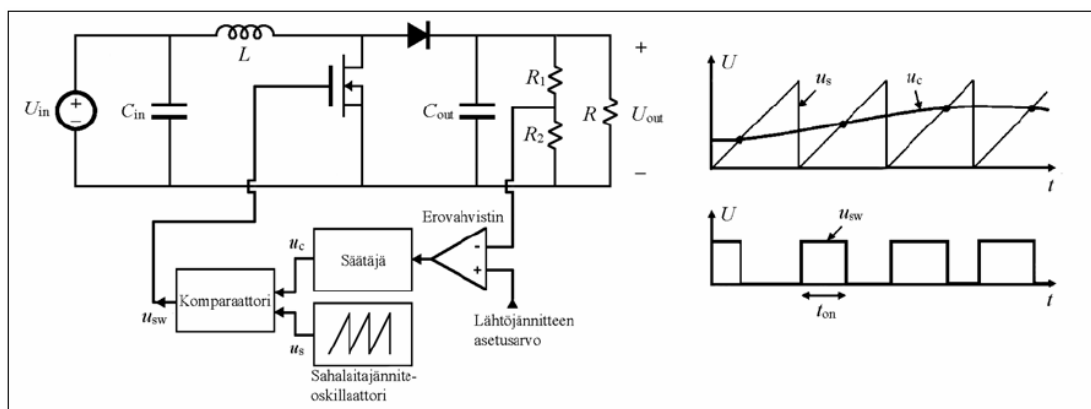 L
U_in
+
−
C_in
C_out
R_1
R_2
R
+
U_out
−
Erovahvistin
-
+
u_c
Säätäjä
Komparaattori
u_sw
u_s
Sahalaitajännite-
oskillaattori
Lähtöjännitteen
asetusarvo
U
u_s
u_c
t
U
u_sw
t_on
t